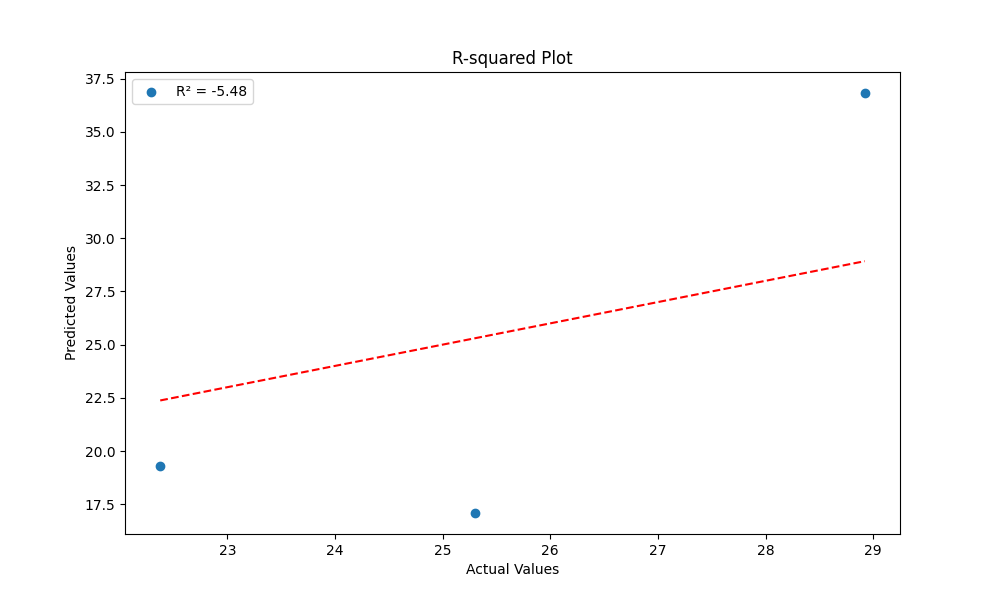 R-squared Plot
R² = -5.48
37.5
35.0
32.5
30.0
27.5
25.0
22.5
20.0
17.5
Predicted Values
23 24 25 26 27 28 29
Actual Values